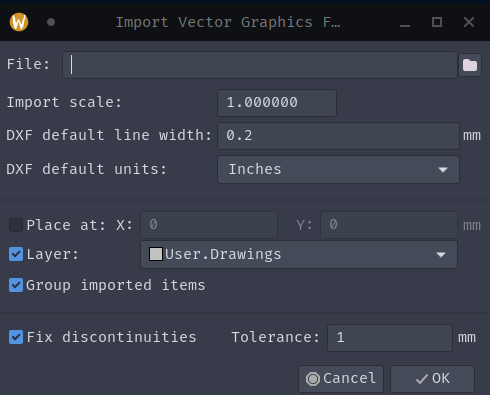 W Import Vector Graphics F…
File:
Import scale: 1.000000
DXF default line width: 0.2 mm
DXF default units: Inches
Place at: X: 0 Y: 0 mm
Layer: User.Drawings
Group imported items
Fix discontinuities Tolerance: 1 mm
Cancel OK